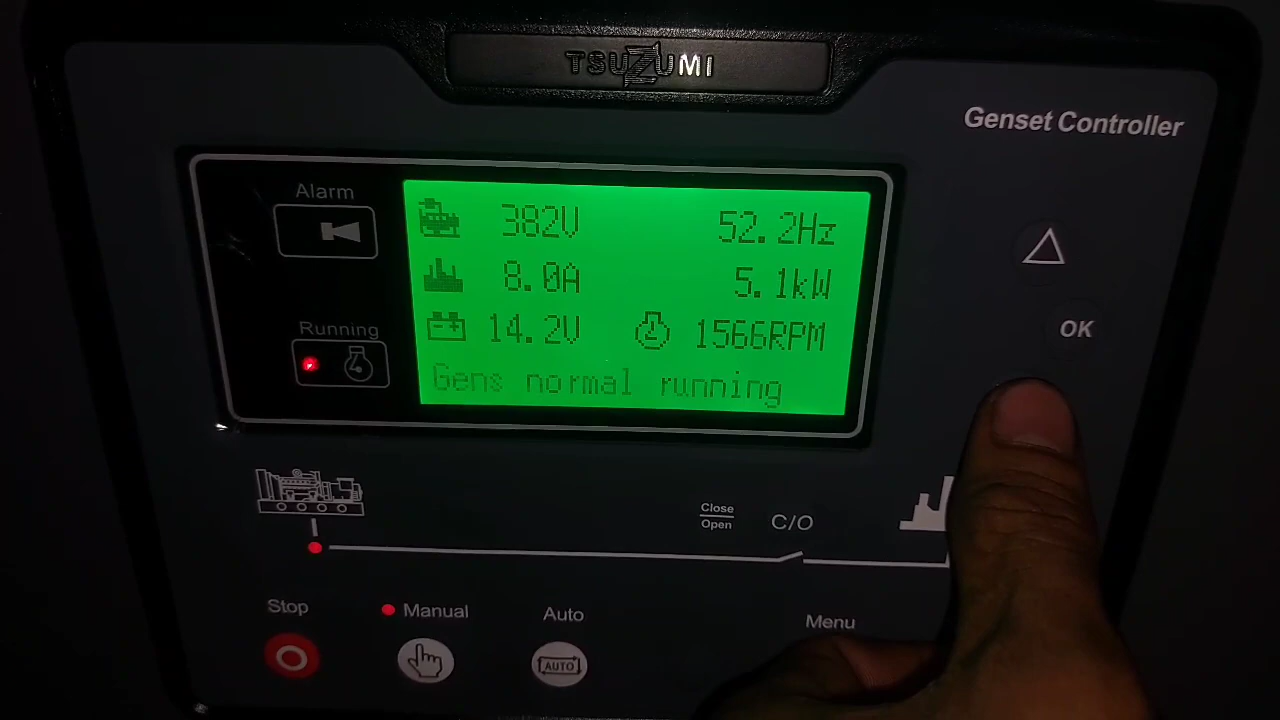 TSUZUMI
Genset Controller
Alarm
382V 52.2Hz
8.0A 5.1kW
Running
14.2V 1566RPM
OK
Gens normal running
Close
Open
C/O
Stop
Manual
Auto
Menu
AUTO